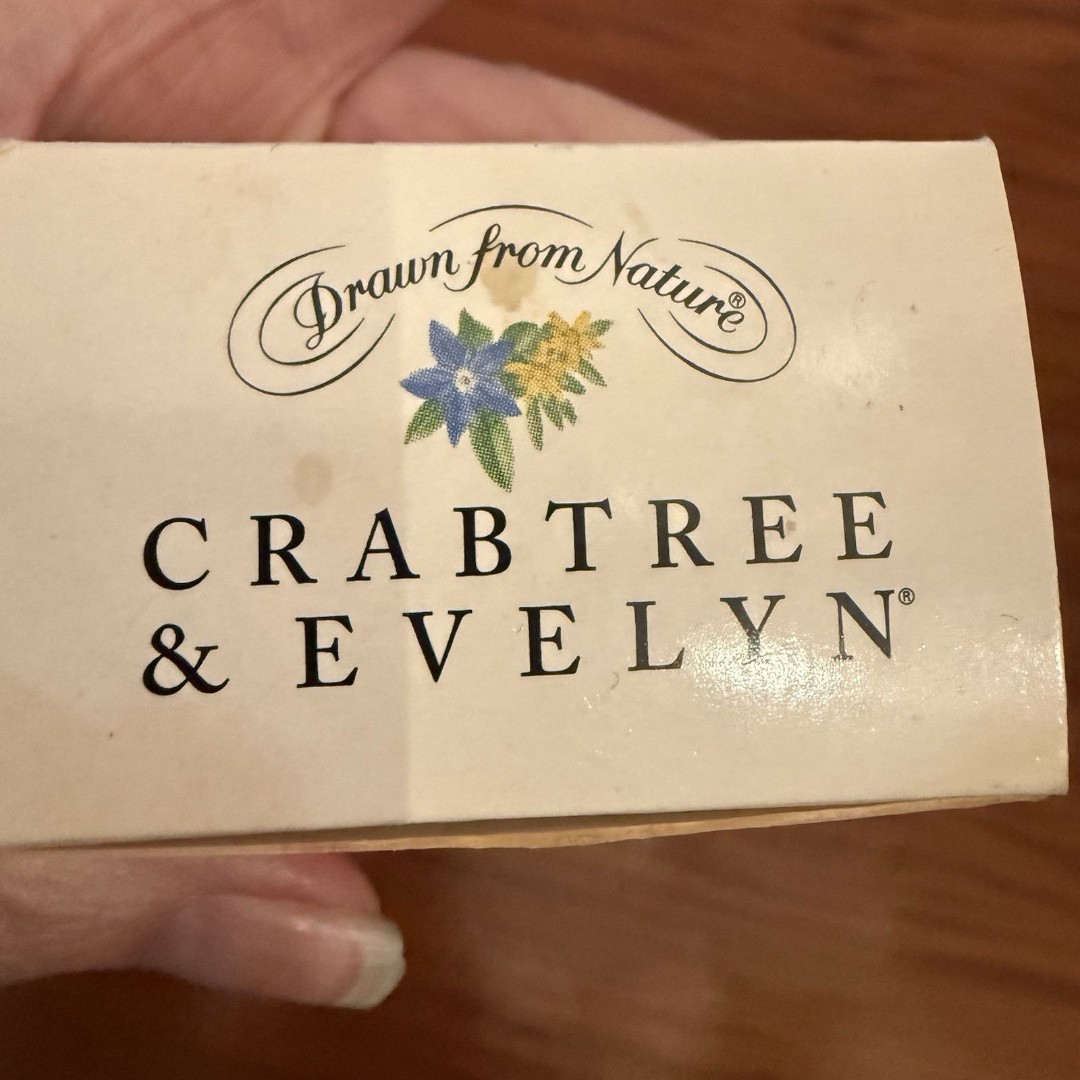 Drawn from Nature®
CRABTREE
& EVELYN®